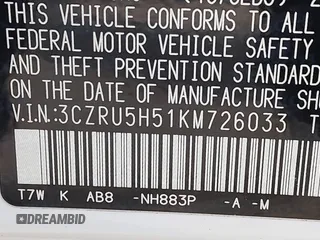 THIS VEHICLE CONFORMS TO ALL
FEDERAL MOTOR VEHICLE SAFETY
AND THEFT PREVENTION STANDARD
ON THE DATE OF MANUFACTURE SHO
V.I.N.:3CZRU5H51KM726033 T
T7W K AB8 -NH883P -A -M
DREAMBID